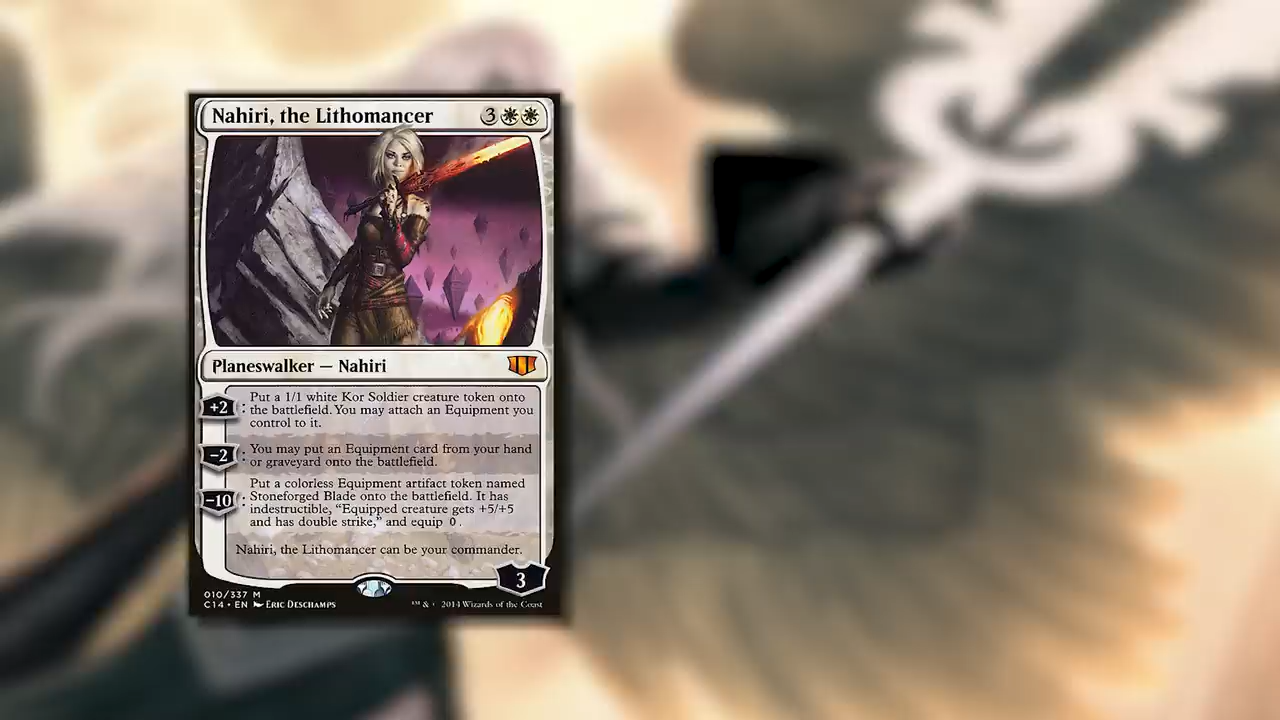 Nahiri, the Lithomancer 3
Planeswalker — Nahiri
+2: Put a 1/1 white Kor Soldier creature token onto
the battlefield. You may attach an Equipment you
control to it.
-2: You may put an Equipment card from your hand
or graveyard onto the battlefield.
Put a colorless Equipment artifact token named
-10: Stoneforged Blade onto the battlefield. It has
indestructible, “Equipped creature gets +5/+5
and has double strike,” and equip 0.
Nahiri, the Lithomancer can be your commander.
3
010/337 M
C14 • EN Eric Deschamps ™ & 2014 Wizards of the Coast